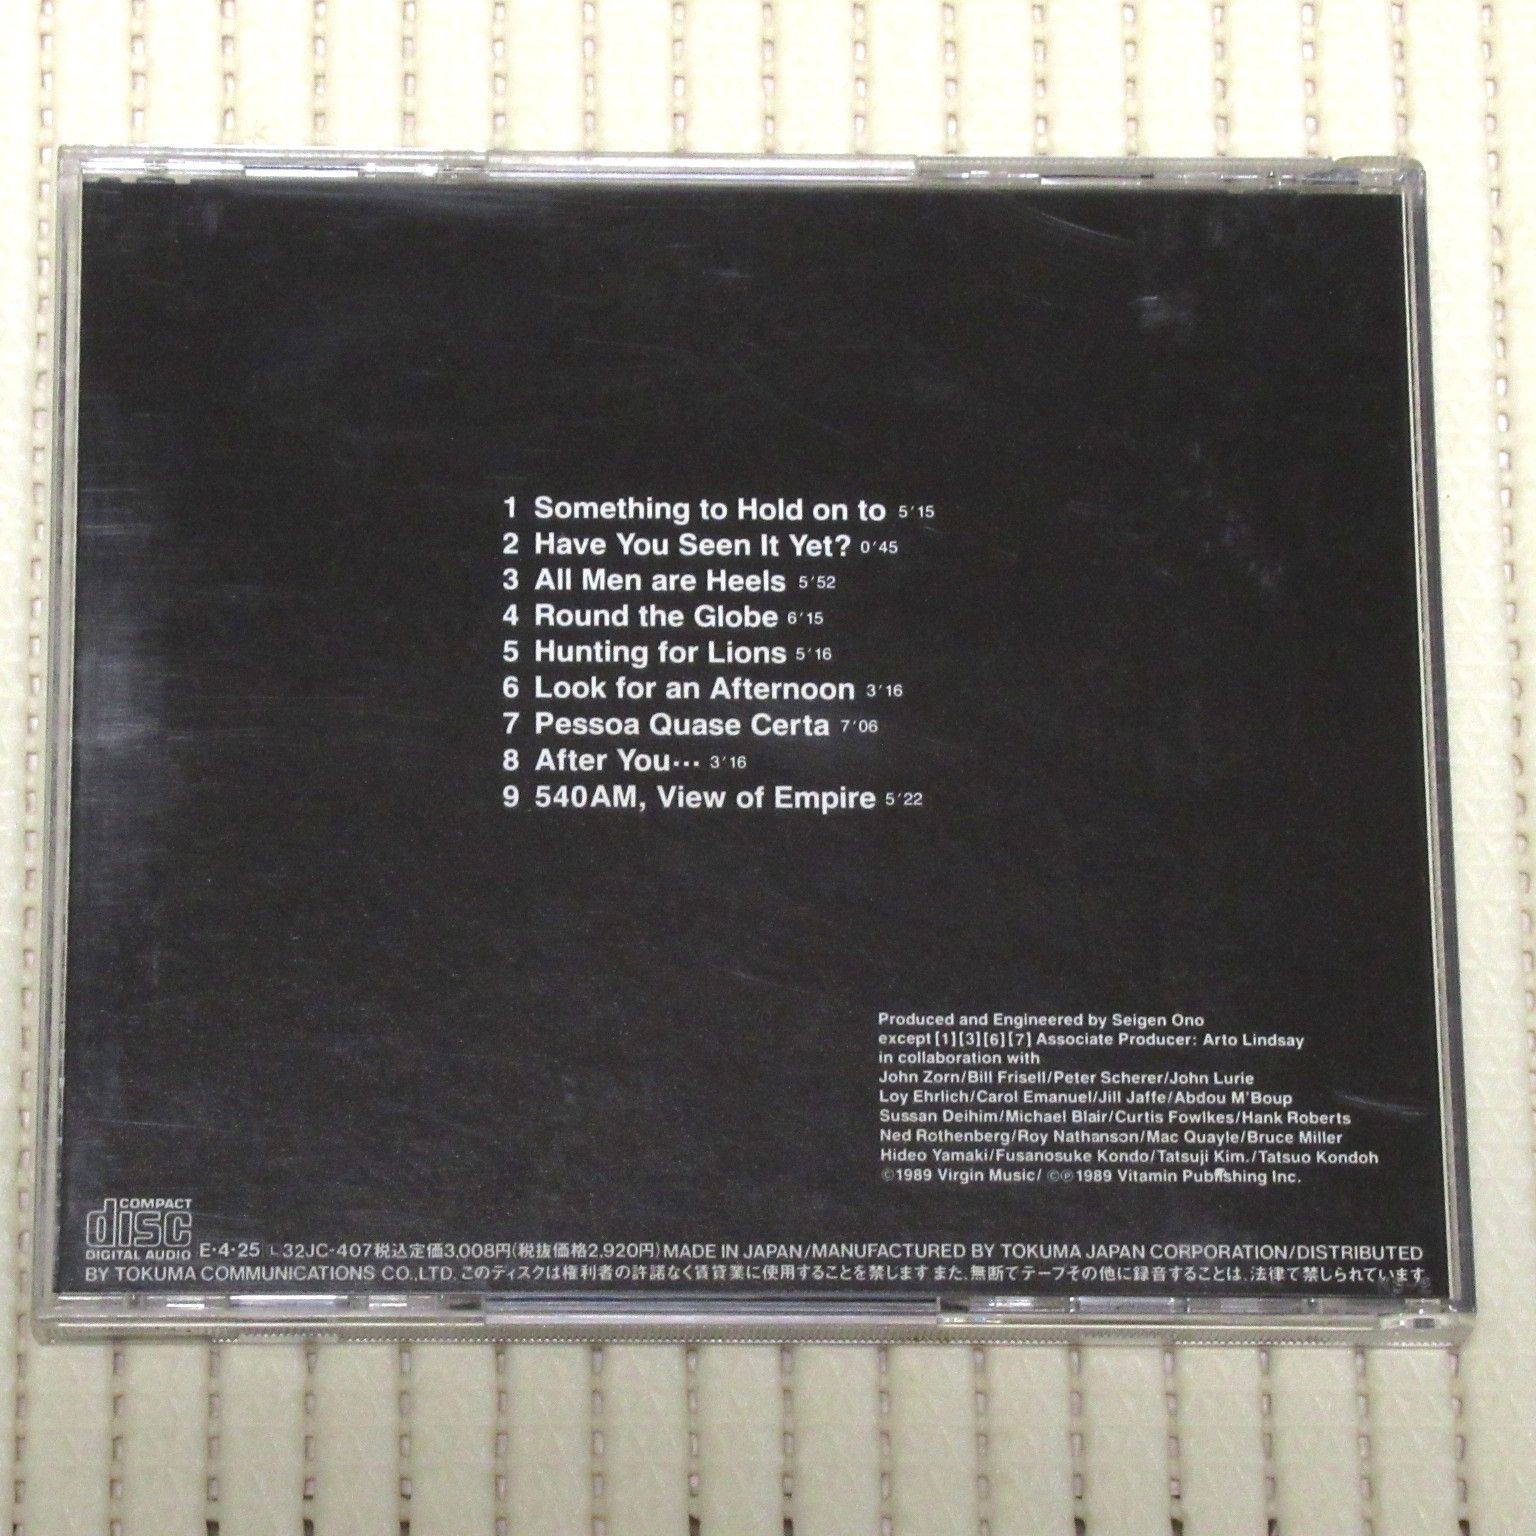 1 Something to Hold on to 5'15
2 Have You Seen It Yet? 0'45
3 All Men are Heels 5'52
4 Round the Globe 6'15
5 Hunting for Lions 5'16
6 Look for an Afternoon 3'16
7 Pessoa Quase Certa 7'06
8 After You··· 3'16
9 540AM, View of Empire 5'22
Produced and Engineered by Seigen Ono
except [1][3][6][7] Associate Producer: Arto Lindsay
in collaboration with
John Zorn/Bill Frisell/Peter Scherer/John Lurie
Loy Ehrlich/Carol Emanuel/Jill Jaffe/Abdou M'Boup
Sussan Deihim/Michael Blair/Curtis Fowlkes/Hank Roberts
Ned Rothenberg/Roy Nathanson/Mac Quayle/Bruce Miller
Hideo Yamaki/Fusanosuke Kondo/Tatsuji Kim./Tatsuo Kondoh
©1989 Virgin Music/ ©℗1989 Vitamin Publishing Inc.
COMPACT
disc
DIGITAL AUDIO
E·4·25 L 32JC-407税込定価3,008円(税抜価格2,920円)MADE IN JAPAN/MANUFACTURED BY TOKUMA JAPAN CORPORATION/DISTRIBUTED
BY TOKUMA COMMUNICATIONS CO.,LTD. このディスクは権利者の許諾なく賃貸業に使用することを禁します また、無断でテープその他に録音することは、法律で禁しられています